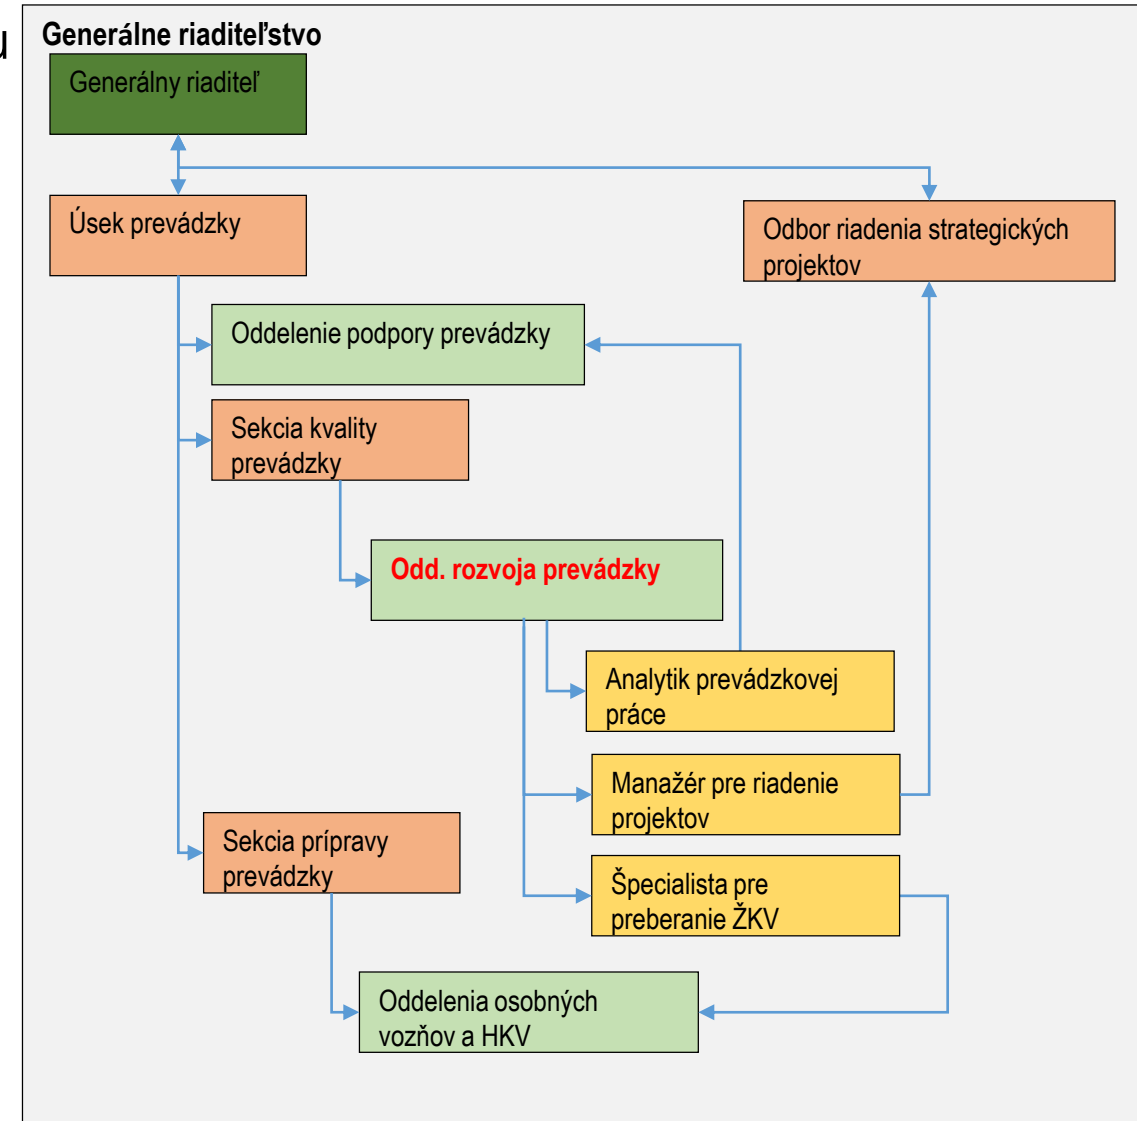 u
Generálne riaditeľstvo
Generálny riaditeľ
Úsek prevádzky
Odbor riadenia strategických
projektov
Oddelenie podpory prevádzky
Sekcia kvality
prevádzky
Odd. rozvoja prevádzky
Analytik prevádzkovej
práce
Manažér pre riadenie
projektov
Sekcia prípravy
prevádzky
Špecialista pre
preberanie ŽKV
Oddelenia osobných
vozňov a HKV